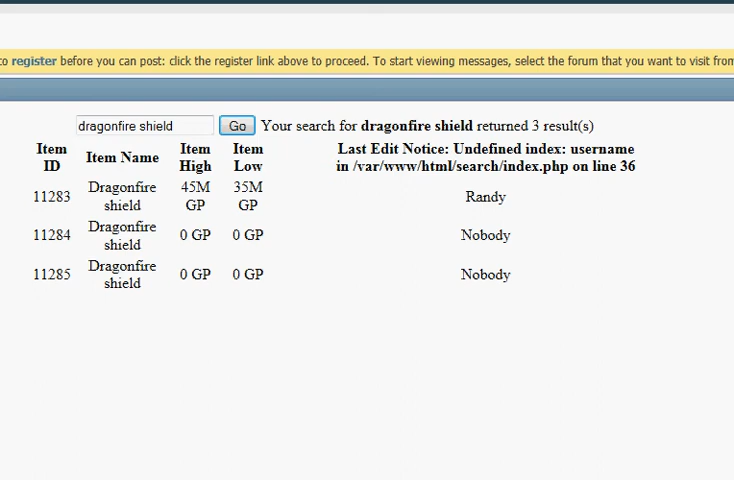 to register before you can post: click the register link above to proceed. To start viewing messages, select the forum that you want to visit from
dragonfire shield Go Your search for dragonfire shield returned 3 result(s)
Item ID Item Name Item High Item Low Last Edit Notice: Undefined index: username in /var/www/html/search/index.php on line 36
11283 Dragonfire shield 45M GP 35M GP Randy
11284 Dragonfire shield 0 GP 0 GP Nobody
11285 Dragonfire shield 0 GP 0 GP Nobody